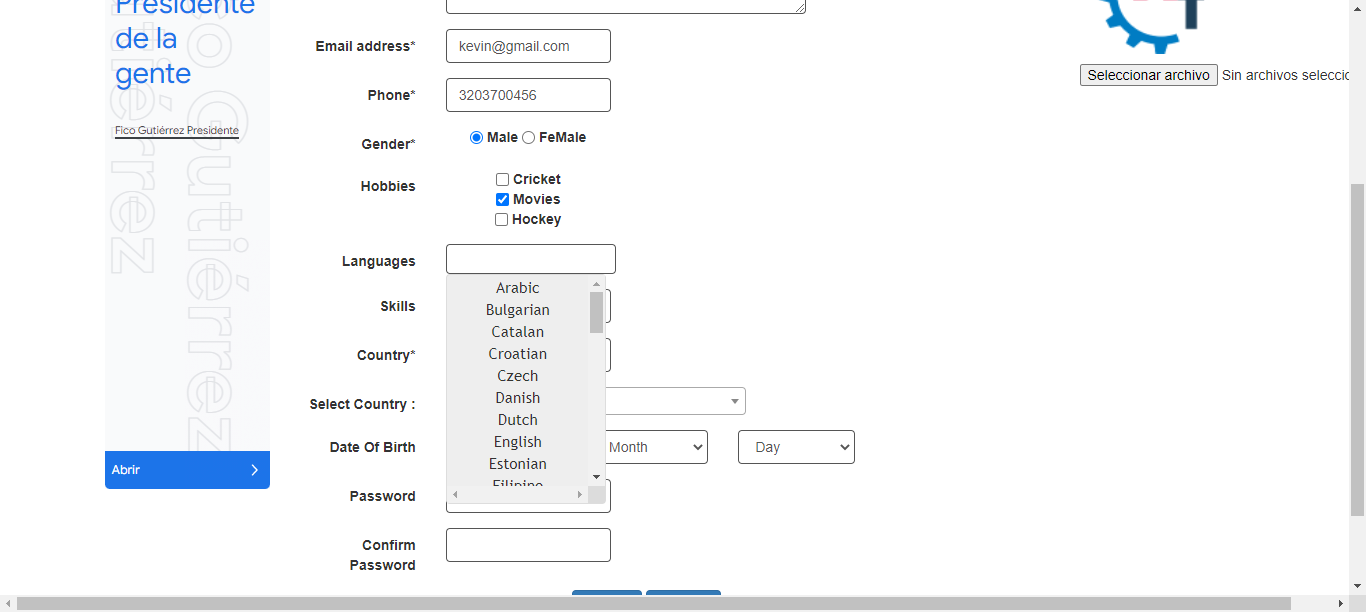 Presidente
de la
gente
Fico Gutiérrez Presidente
Abrir
Email address*
kevin@gmail.com
Phone*
3203700456
Gender*
Male FeMale
Hobbies
Cricket
Movies
Hockey
Languages
Arabic
Bulgarian
Catalan
Croatian
Czech
Danish
Dutch
English
Estonian
Filipino
Skills
Country*
Select Country :
Date Of Birth
Month
Day
Password
Confirm
Password
Seleccionar archivo Sin archivos selecci